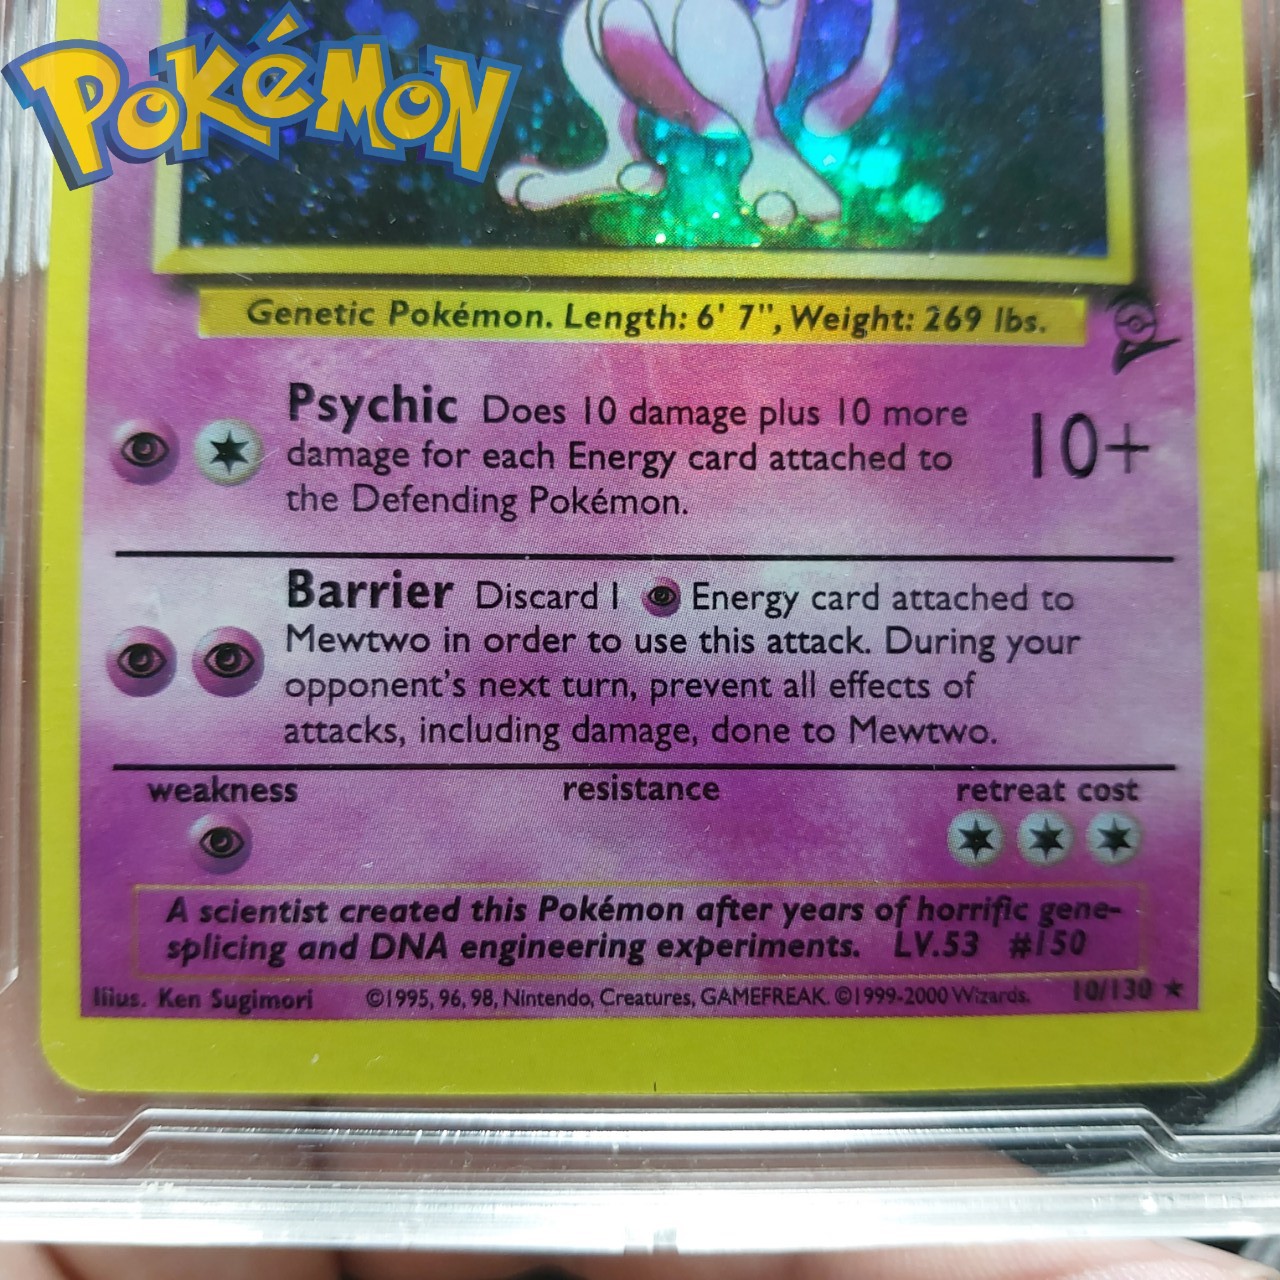 POKéMON
Genetic Pokémon. Length: 6' 7", Weight: 269 lbs.
Psychic Does 10 damage plus 10 more
damage for each Energy card attached to
the Defending Pokémon.
10+
Barrier Discard 1 Energy card attached to
Mewtwo in order to use this attack. During your
opponent's next turn, prevent all effects of
attacks, including damage, done to Mewtwo.
weakness resistance retreat cost
A scientist created this Pokémon after years of horrific gene-
splicing and DNA engineering experiments. LV.53 #150
Illus. Ken Sugimori ©1995, 96, 98, Nintendo, Creatures, GAMEFREAK. ©1999-2000 Wizards. 10/130 ★